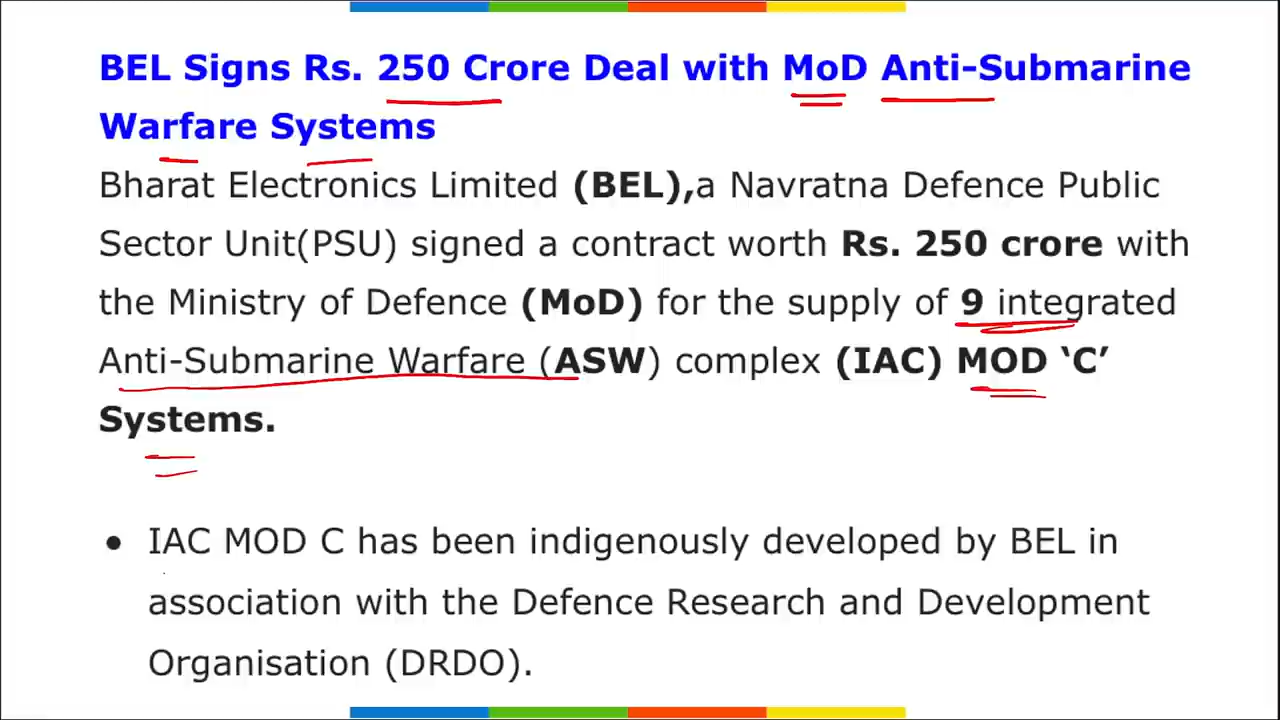 BEL Signs Rs. 250 Crore Deal with MoD Anti-Submarine
Warfare Systems
Bharat Electronics Limited (BEL),a Navratna Defence Public
Sector Unit(PSU) signed a contract worth Rs. 250 crore with
the Ministry of Defence (MoD) for the supply of 9 integrated
Anti-Submarine Warfare (ASW) complex (IAC) MOD ‘C’
Systems.
● IAC MOD C has been indigenously developed by BEL in
association with the Defence Research and Development
Organisation (DRDO).